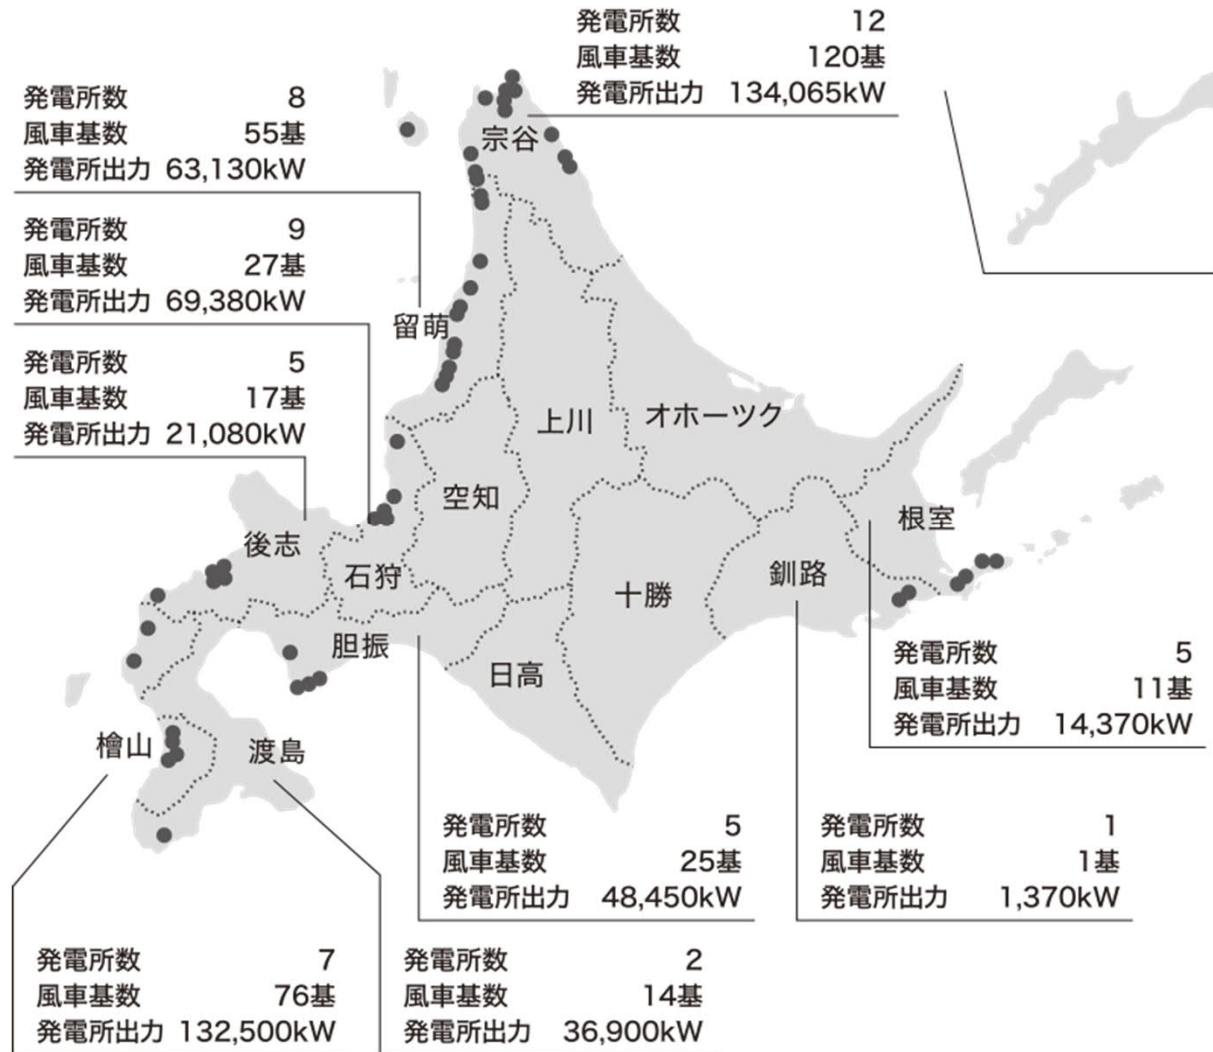 発電所数 12
風車基数 120基
発電所出力 134,065kW
発電所数 8
風車基数 55基
発電所出力 63,130kW
宗谷
発電所数 9
風車基数 27基
発電所出力 69,380kW
留萌
発電所数 5
風車基数 17基
発電所出力 21,080kW
上川
オホーツク
空知
根室
後志
石狩
釧路
十勝
胆振
日高
発電所数 5
風車基数 11基
発電所出力 14,370kW
檜山
渡島
発電所数 5
風車基数 25基
発電所出力 48,450kW
発電所数 1
風車基数 1基
発電所出力 1,370kW
発電所数 7
風車基数 76基
発電所出力 132,500kW
発電所数 2
風車基数 14基
発電所出力 36,900kW